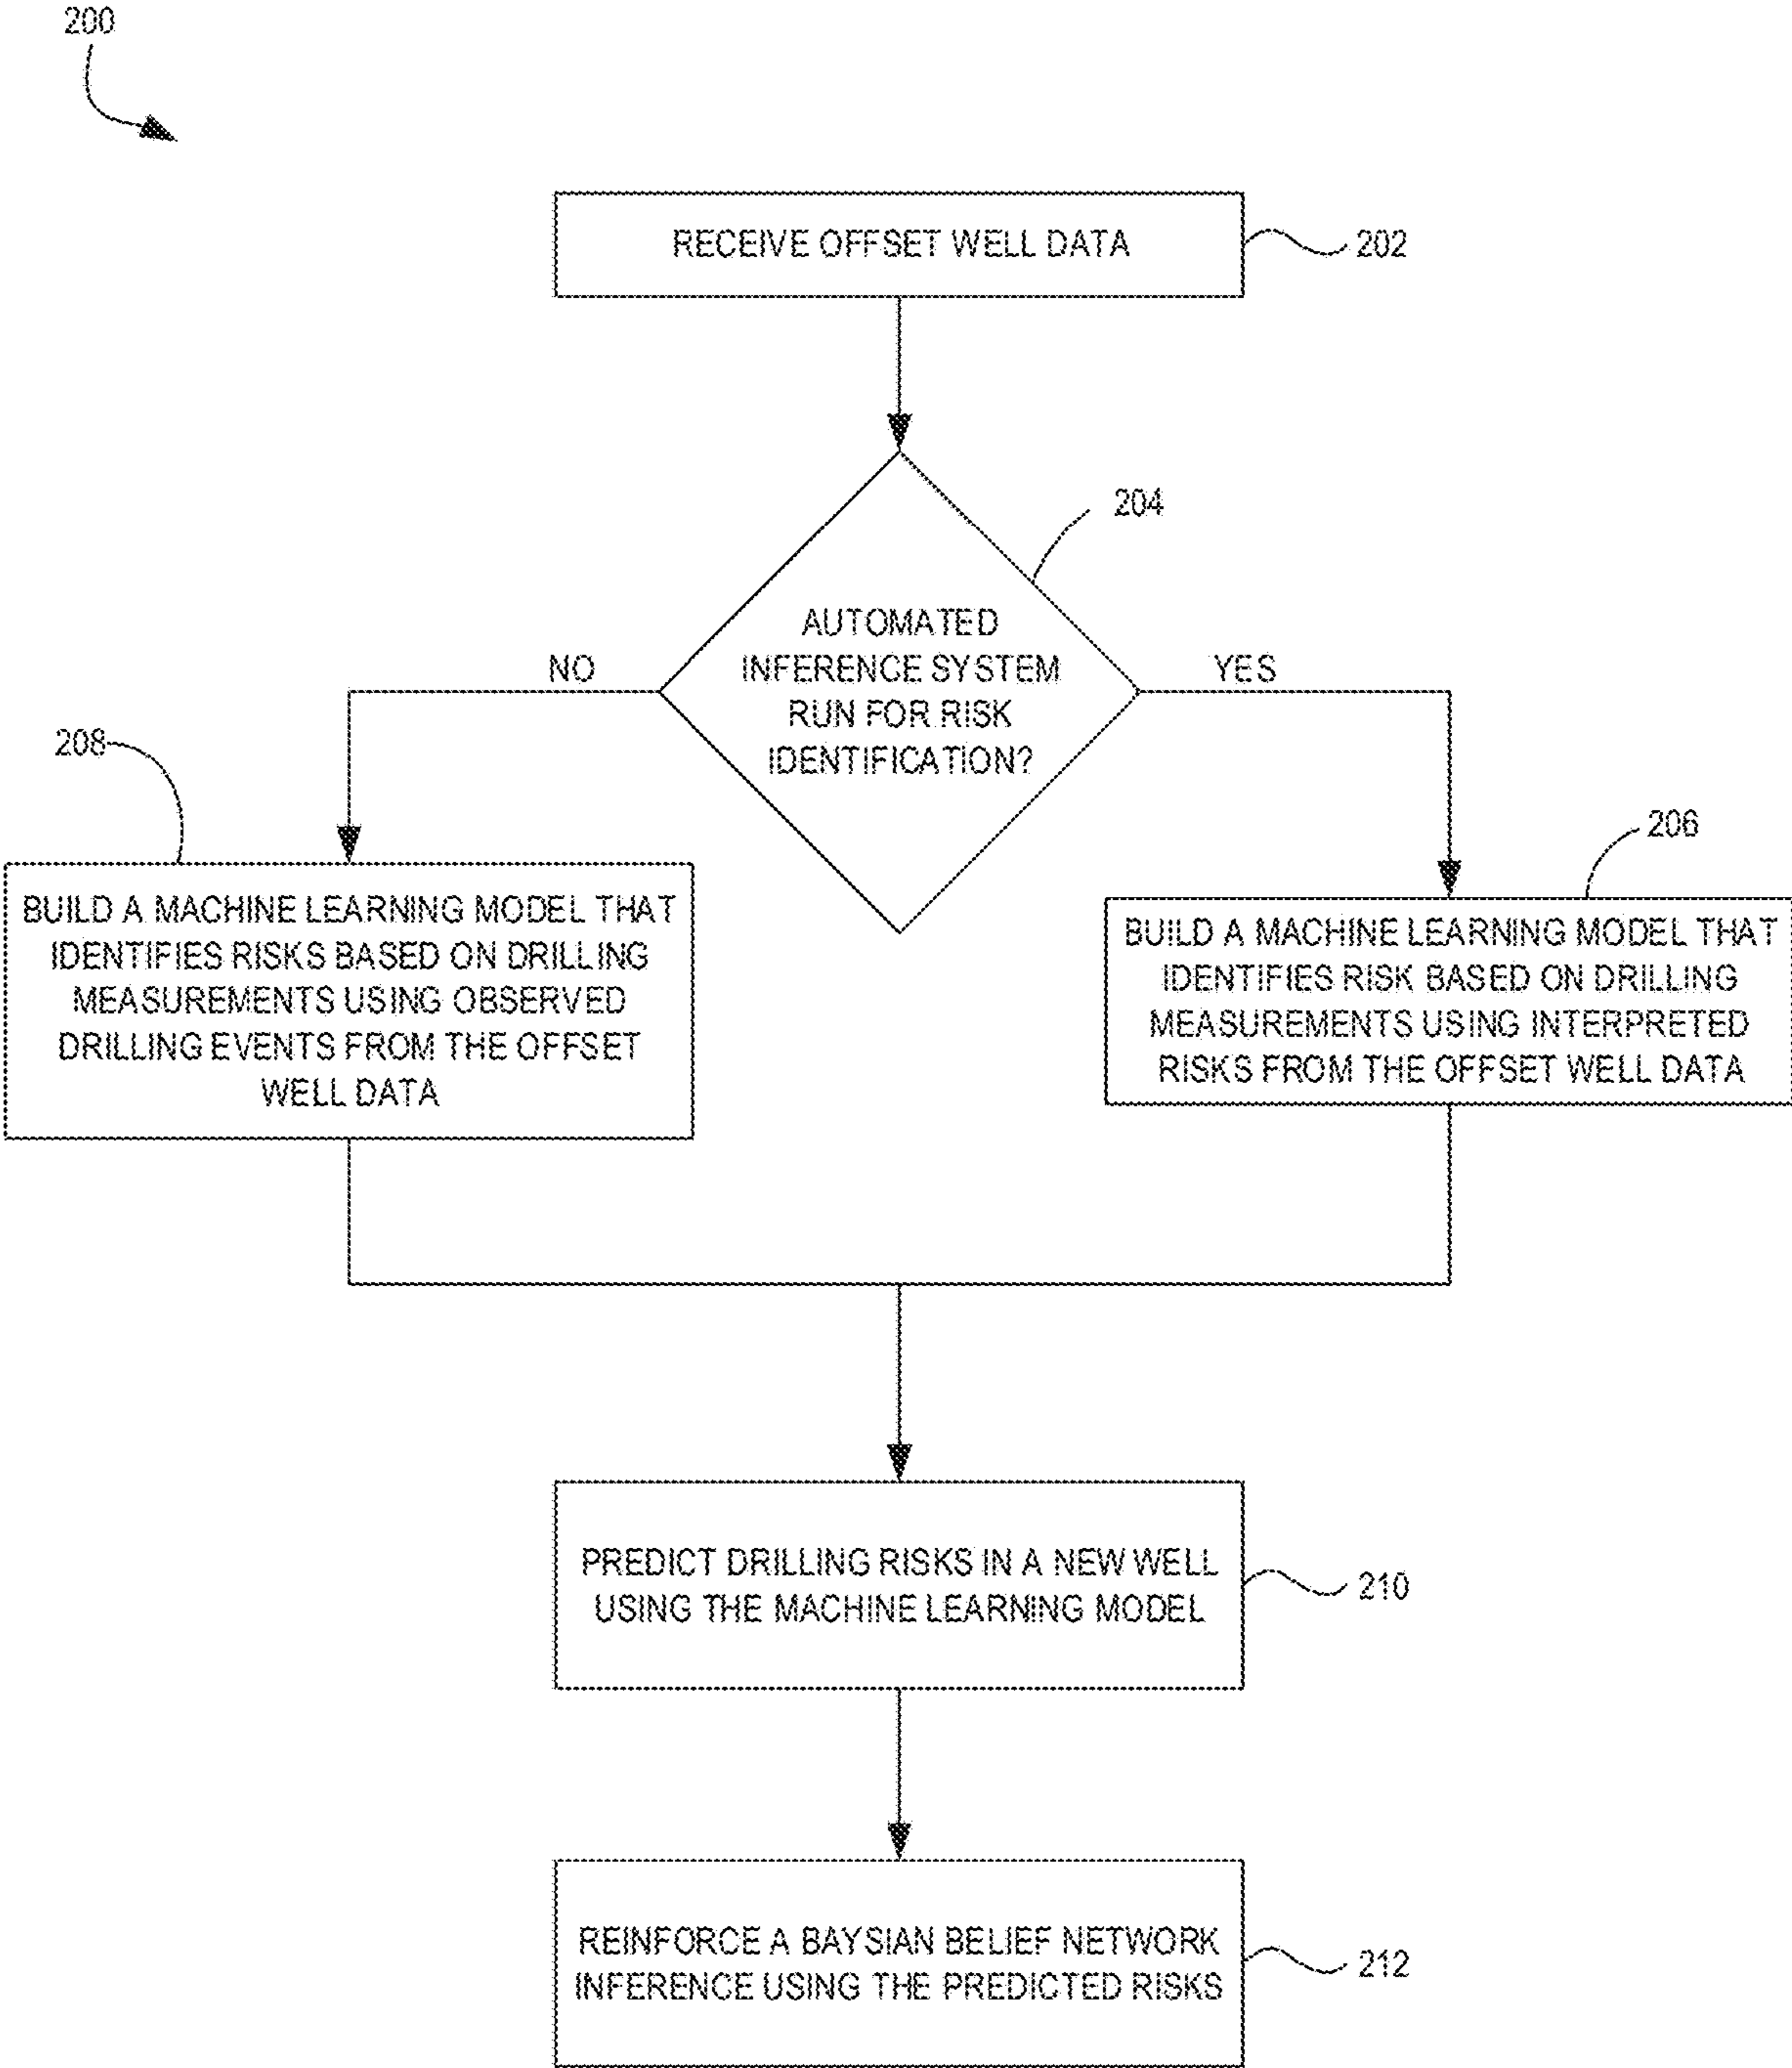 200
RECEIVE OFFSET WELL DATA
202
204
AUTOMATED
INFERENCE SYSTEM
RUN FOR RISK
IDENTIFICATION?
NO
YES
208
BUILD A MACHINE LEARNING MODEL THAT
IDENTIFIES RISKS BASED ON DRILLING
MEASUREMENTS USING OBSERVED
DRILLING EVENTS FROM THE OFFSET
WELL DATA
206
BUILD A MACHINE LEARNING MODEL THAT
IDENTIFIES RISK BASED ON DRILLING
MEASUREMENTS USING INTERPRETED
RISKS FROM THE OFFSET WELL DATA
PREDICT DRILLING RISKS IN A NEW WELL
USING THE MACHINE LEARNING MODEL
210
REINFORCE A BAYSIAN BELIEF NETWORK
INFERENCE USING THE PREDICTED RISKS
212